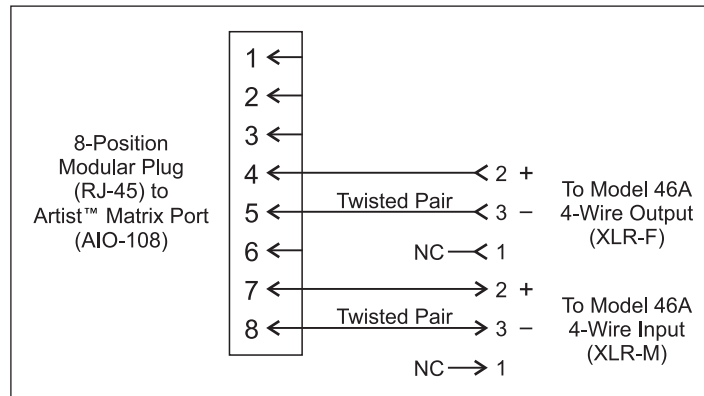 8-Position
Modular Plug
(RJ-45) to
Artist™ Matrix Port
(AIO-108)
1
2
3
4
5
6
7
8
Twisted Pair
2 +
3 –
NC 1
To Model 46A
4-Wire Output
(XLR-F)
Twisted Pair
2 +
3 –
NC 1
To Model 46A
4-Wire Input
(XLR-M)